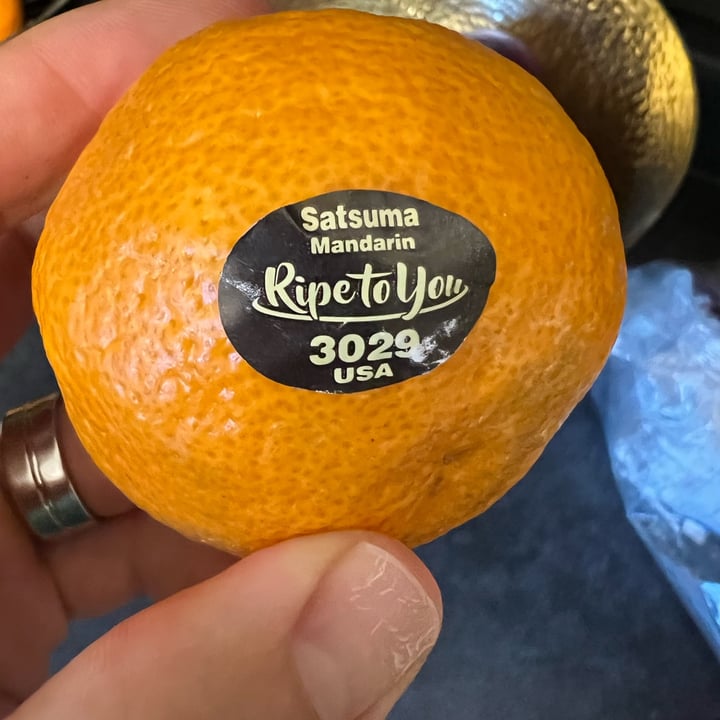 Satsuma
Mandarin
Ripe to You
3029
USA